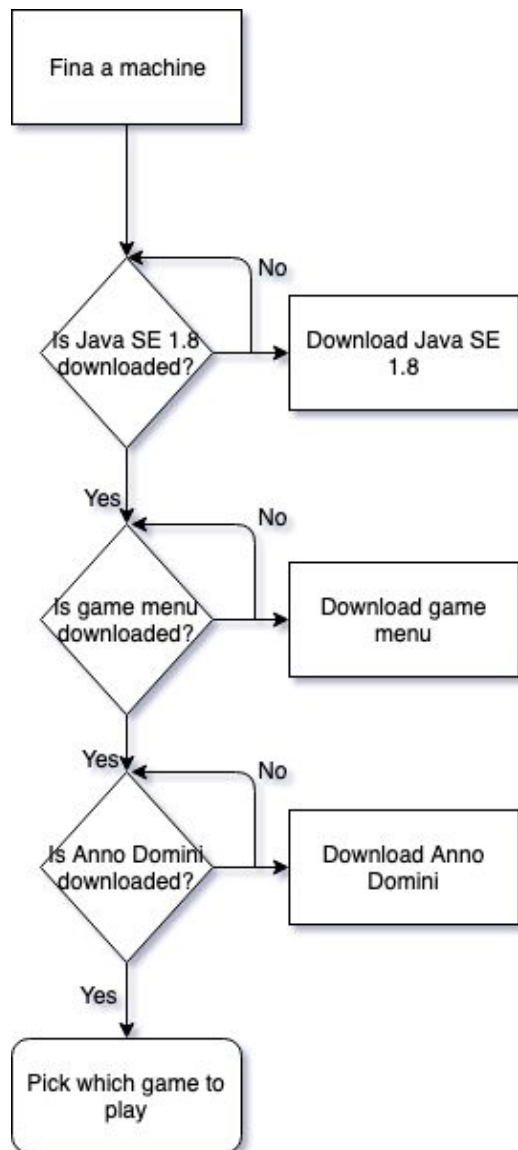 Fina a machine
No
Is Java SE 1.8
downloaded?
Download Java SE
1.8
Yes
No
Is game menu
downloaded?
Download game
menu
Yes
No
Is Anno Domini
downloaded?
Download Anno
Domini
Yes
Pick which game to
play